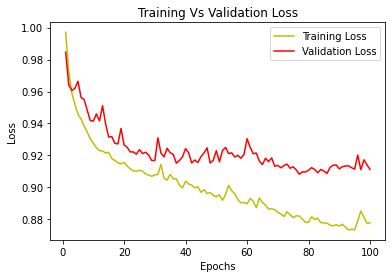 Training Vs Validation Loss
Training Loss
Validation Loss
1.00
0.98
0.96
0.94
0.92
0.90
0.88
Loss
0
20
40
60
80
100
Epochs